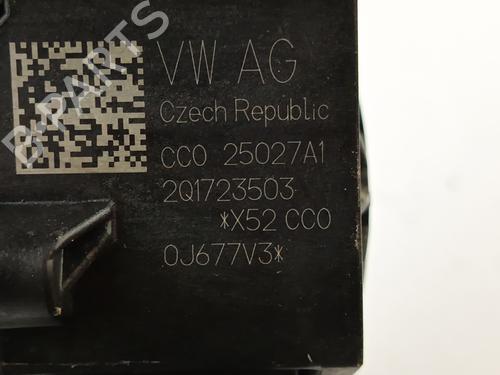 VW AG
Czech Republic
CC0 25027A1
2Q1723503
*X52 CC0
0J677V3*